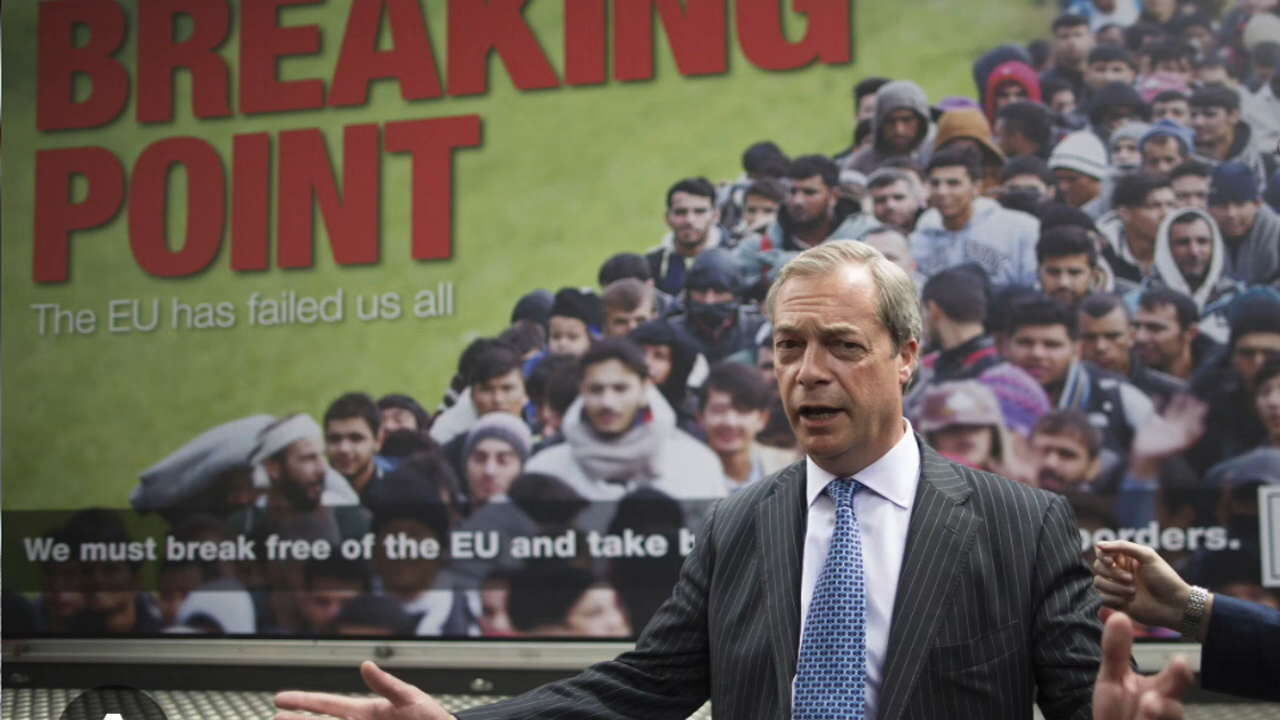 BREAKING
POINT
The EU has failed us all
We must break free of the EU and take b
borders.